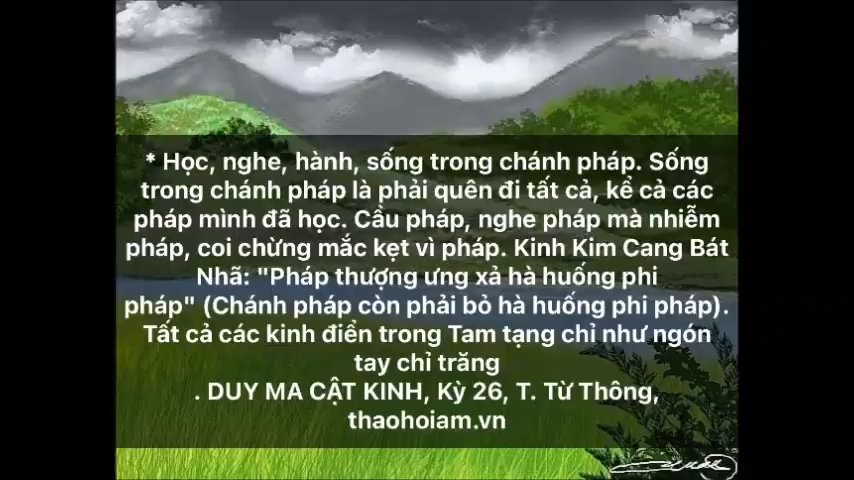 * Học, nghe, hành, sống trong chánh pháp. Sống
trong chánh pháp là phải quên đi tất cả, kể cả các
pháp mình đã học. Cầu pháp, nghe pháp mà nhiễm
pháp, coi chừng mắc kẹt vì pháp. Kinh Kim Cang Bát
Nhã: "Pháp thượng ưng xả hà huống phi
pháp" (Chánh pháp còn phải bỏ hà huống phi pháp).
Tất cả các kinh điển trong Tam tạng chỉ như ngón
tay chỉ trăng
. DUY MA CẬT KINH, Kỳ 26, T. Từ Thông,
thaohoiam.vn